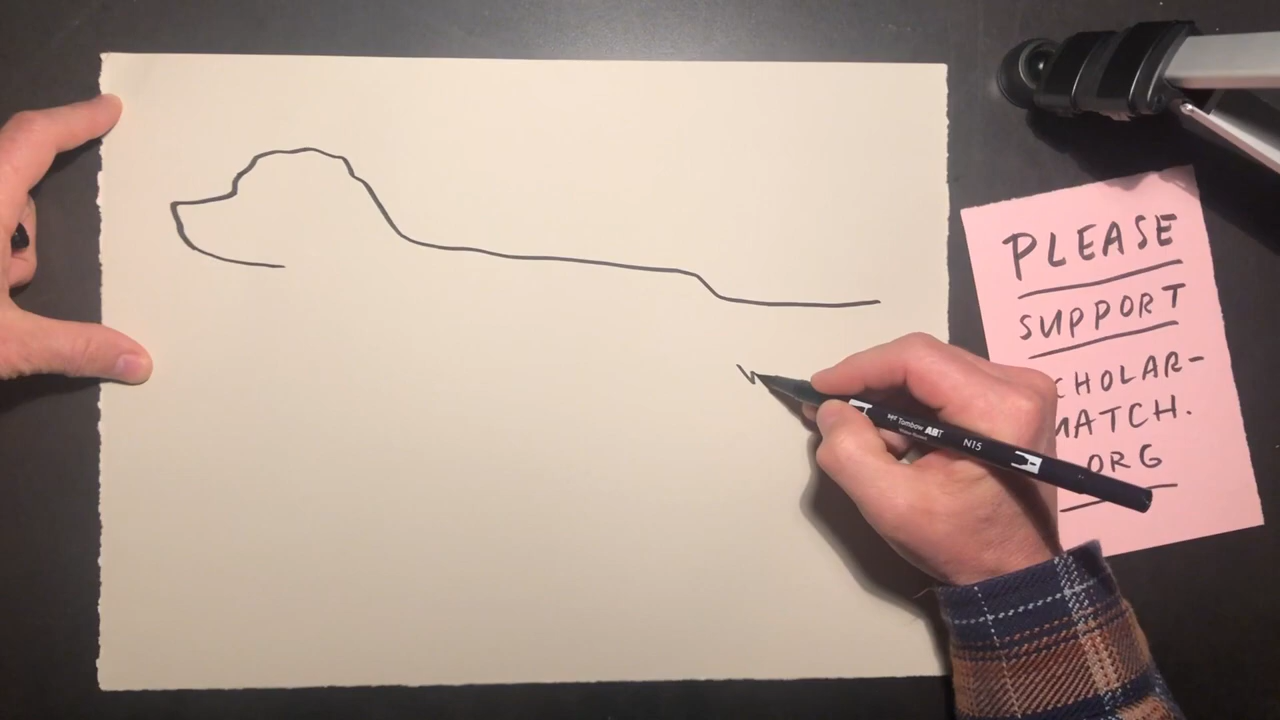 PLEASE
SUPPORT
CHOLAR-
MATCH.
ORG
Tombow ABT N15